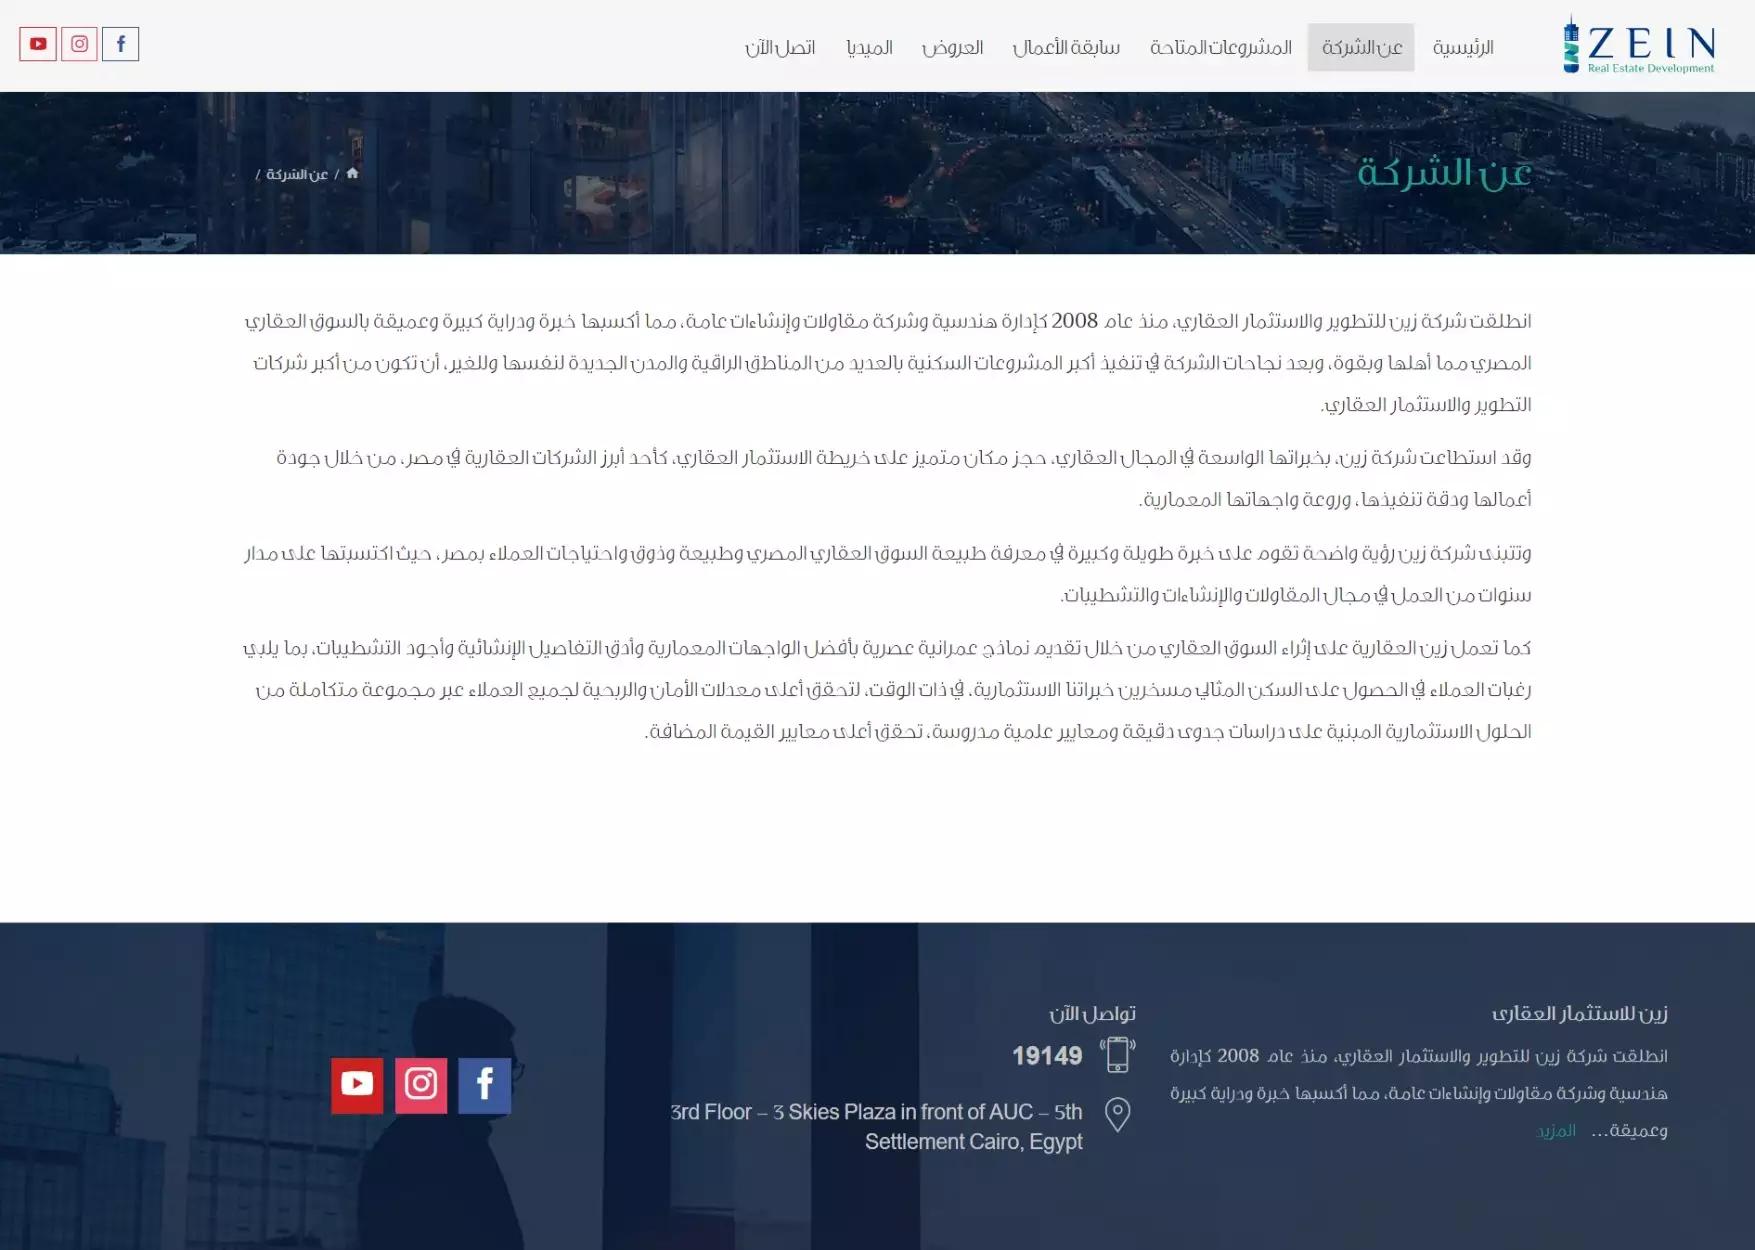 ZEIN
Real Estate Development
الرئيسية
عن الشركة
المشروعات المتاحة
سابقة الأعمال
العروض
الميديا
اتصل الآن
عن الشركة
/ عن الشركة /
انطلقت شركة زين للتطوير والاستثمار العقاري، منذ عام 2008 كإدارة هندسية وشركة مقاولات وإنشاءات عامة، مما أكسبها خبرة ودراية كبيرة وعميقة بالسوق العقاري
المصري مما أهلها وبقوة، وبعد نجاحات الشركة في تنفيذ أكبر المشروعات السكنية بالعديد من المناطق الراقية والمدن الجديدة لنفسها وللغير، أن تكون من أكبر شركات
التطوير والاستثمار العقاري.
وقد استطاعت شركة زين، بخبراتها الواسعة في المجال العقاري، حجز مكان متميز على خريطة الاستثمار العقاري، كأحد أبرز الشركات العقارية في مصر، من خلال جودة
أعمالها ودقة تنفيذها، وروعة واجهاتها المعمارية.
وتتبنى شركة زين رؤية واضحة تقوم على خبرة طويلة وكبيرة في معرفة طبيعة السوق العقاري المصري وطبيعة وذوق واحتياجات العملاء بمصر، حيث اكتسبتها على مدار
سنوات من العمل في مجال المقاولات والإنشاءات والتشطيبات.
كما تعمل زين العقارية على إثراء السوق العقاري من خلال تقديم نماذج عمرانية عصرية بأفضل الواجهات المعمارية وأدق التفاصيل الإنشائية وأجود التشطيبات، بما يلبي
رغبات العملاء في الحصول على السكن المثالي مسخرين خبراتنا الاستثمارية، في ذات الوقت، لتحقق أعلى معدلات الأمان والربحية لجميع العملاء عبر مجموعة متكاملة من
الحلول الاستثمارية المبنية على دراسات جدوى دقيقة ومعايير علمية مدروسة، تحقق أعلى معايير القيمة المضافة.
زين للاستثمار العقارى
انطلقت شركة زين للتطوير والاستثمار العقاري، منذ عام 2008 كإدارة
هندسية وشركة مقاولات وإنشاءات عامة، مما أكسبها خبرة ودراية كبيرة
وعميقة... المزيد
تواصل الآن
19149
3rd Floor – 3 Skies Plaza in front of AUC – 5th
Settlement Cairo, Egypt